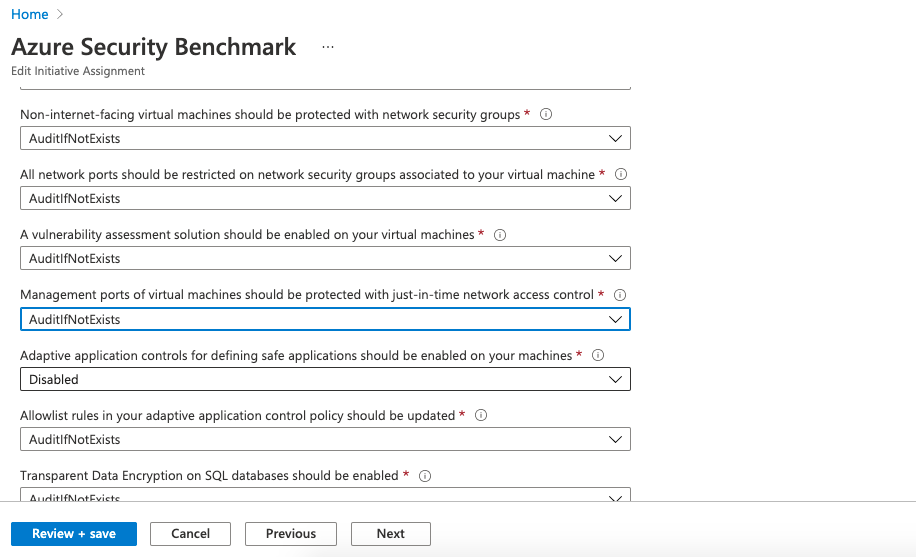 Home
Azure Security Benchmark ...
Edit Initiative Assignment
Non-internet-facing virtual machines should be protected with network security groups *
AuditIfNotExists
All network ports should be restricted on network security groups associated to your virtual machine *
AuditIfNotExists
A vulnerability assessment solution should be enabled on your virtual machines *
AuditIfNotExists
Management ports of virtual machines should be protected with just-in-time network access control *
AuditIfNotExists
Adaptive application controls for defining safe applications should be enabled on your machines *
Disabled
Allowlist rules in your adaptive application control policy should be updated *
AuditIfNotExists
Transparent Data Encryption on SQL databases should be enabled *
AuditIfNotExists
Review + save Cancel Previous Next